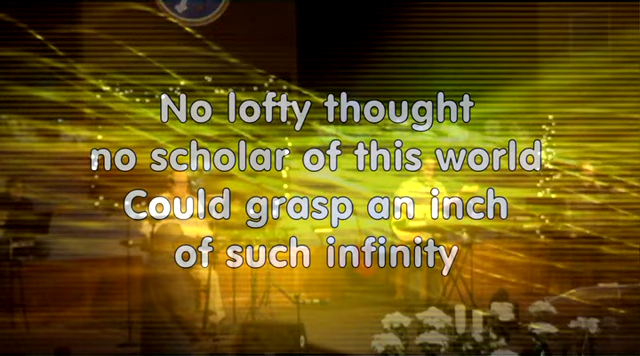 No lofty thought
no scholar of this world
Could grasp an inch
of such infinity